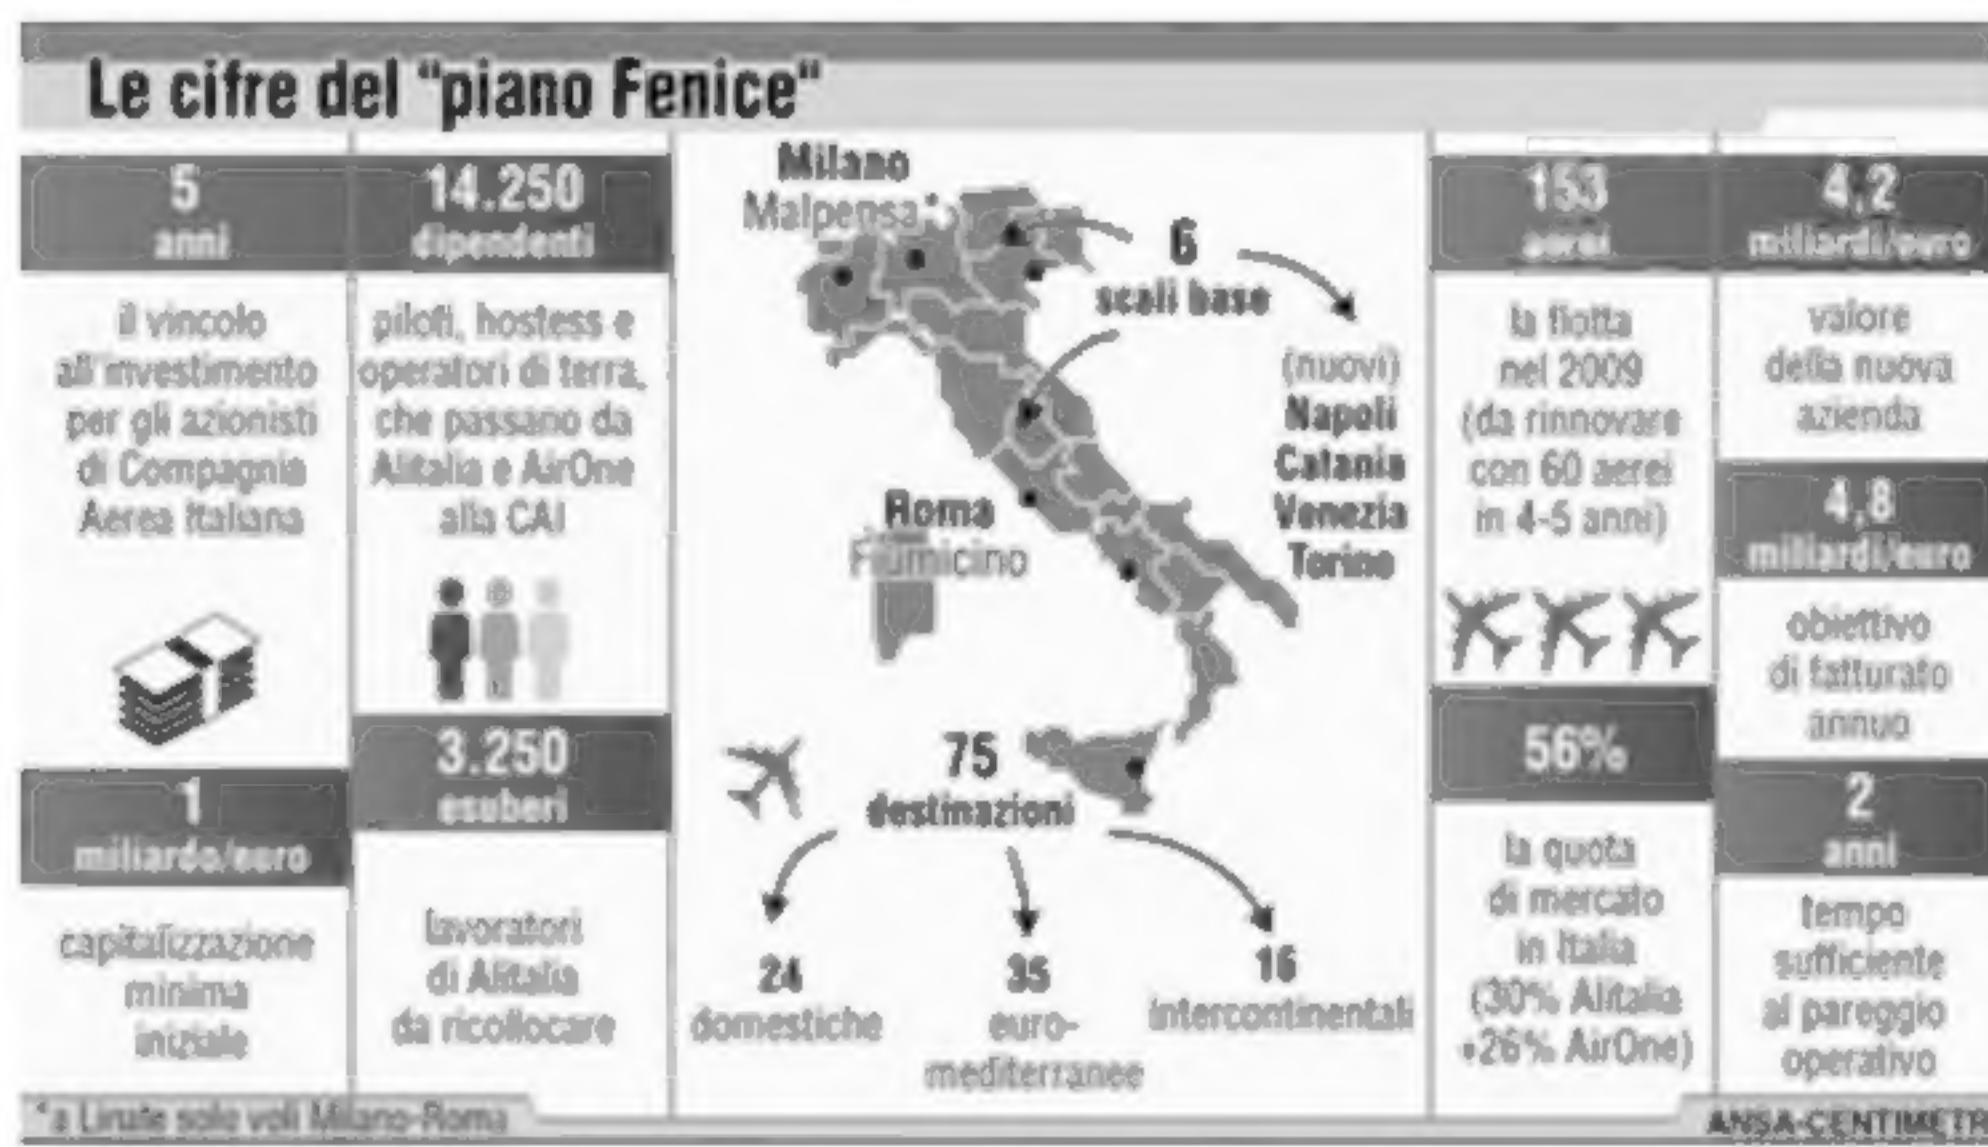 Le cifre del "piano Fenice"
5
anni
il vincolo
all'investimento
per gli azionisti
di Compagnia
Aerea Italiana
1
miliardo/euro
capitalizzazione
minima
iniziale
14.250
dipendenti
piloti, hostess e
operatori di terra,
che passano da
Alitalia e AirOne
alla CAI
3.250
esuberi
lavoratori
di Alitalia
da ricollocare
Milano
Malpensa*
6
scali base
(nuovi)
Napoli
Catania
Venezia
Torino
Roma
Fiumicino
75
destinazioni
24
domestiche
35
euro-
mediterranee
16
intercontinentali
153
aerei
la flotta
nel 2009
(da rinnovare
con 60 aerei
in 4-5 anni)
56%
la quota
di mercato
in Italia
(30% Alitalia
+26% AirOne)
4,2
miliardi/euro
valore
della nuova
azienda
4,8
miliardi/euro
obiettivo
di fatturato
annuo
2
anni
tempo
sufficiente
al pareggio
operativo
*a Linate solo voli Milano-Roma
ANSA-CENTIMETR